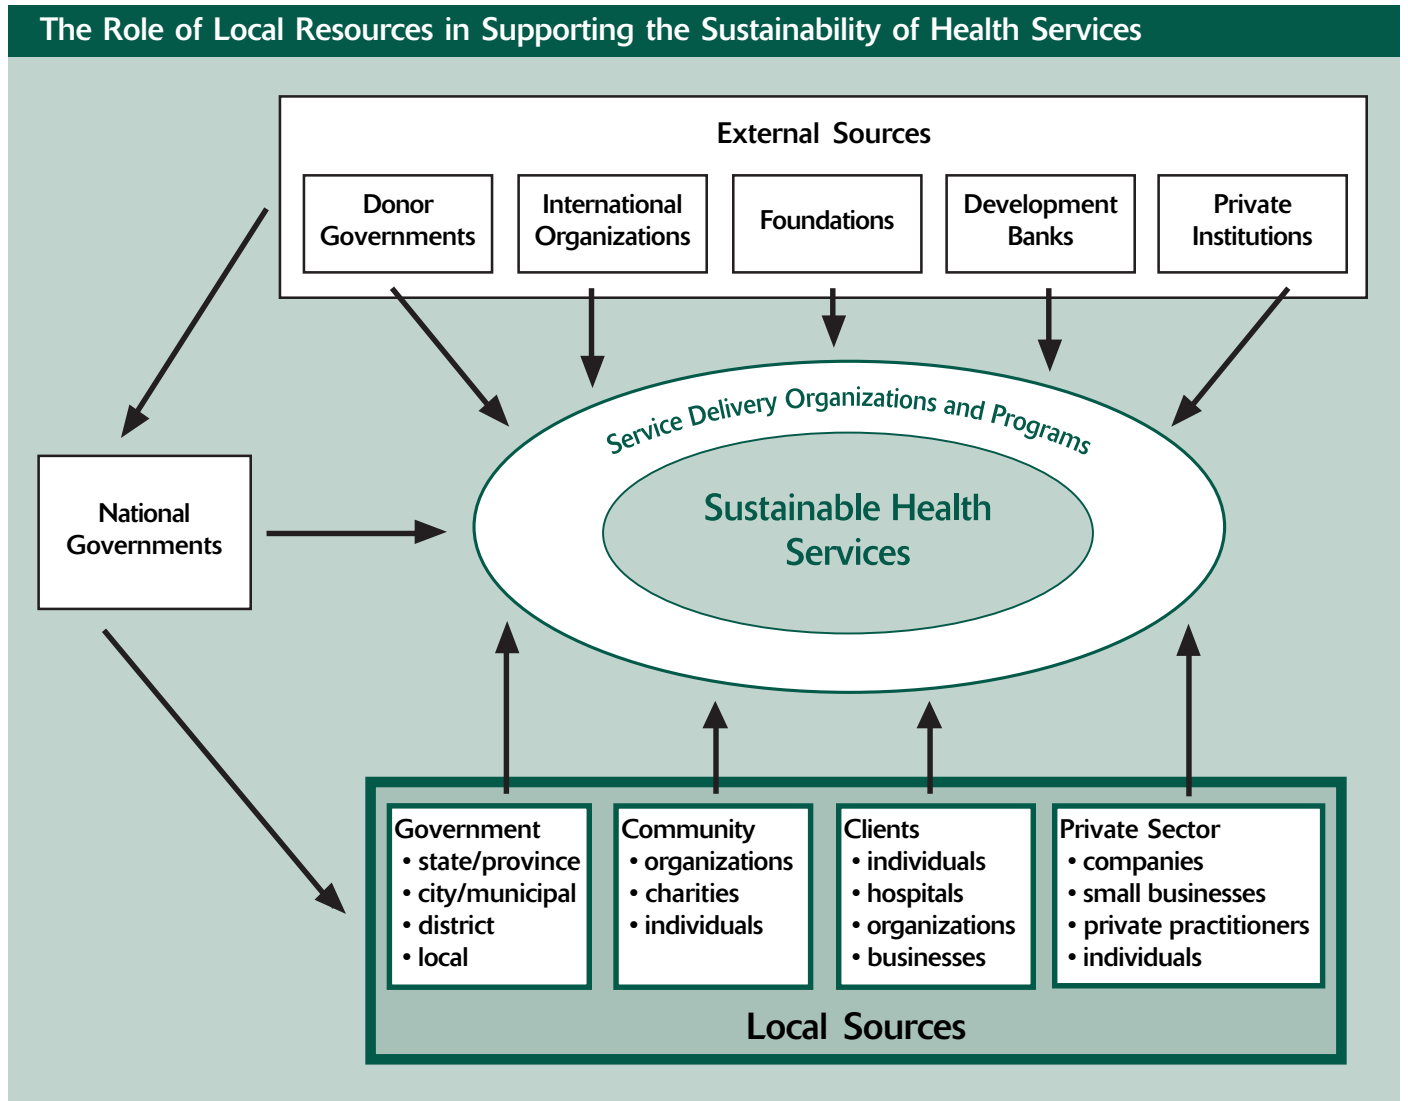 The Role of Local Resources in Supporting the Sustainability of Health Services
External Sources
Donor
Governments
International
Organizations
Foundations
Development
Banks
Private
Institutions
Service Delivery Organizations and Programs
Sustainable Health
Services
National
Governments
Government
• state/province
• city/municipal
• district
• local
Community
• organizations
• charities
• individuals
Clients
• individuals
• hospitals
• organizations
• businesses
Private Sector
• companies
• small businesses
• private practitioners
• individuals
Local Sources